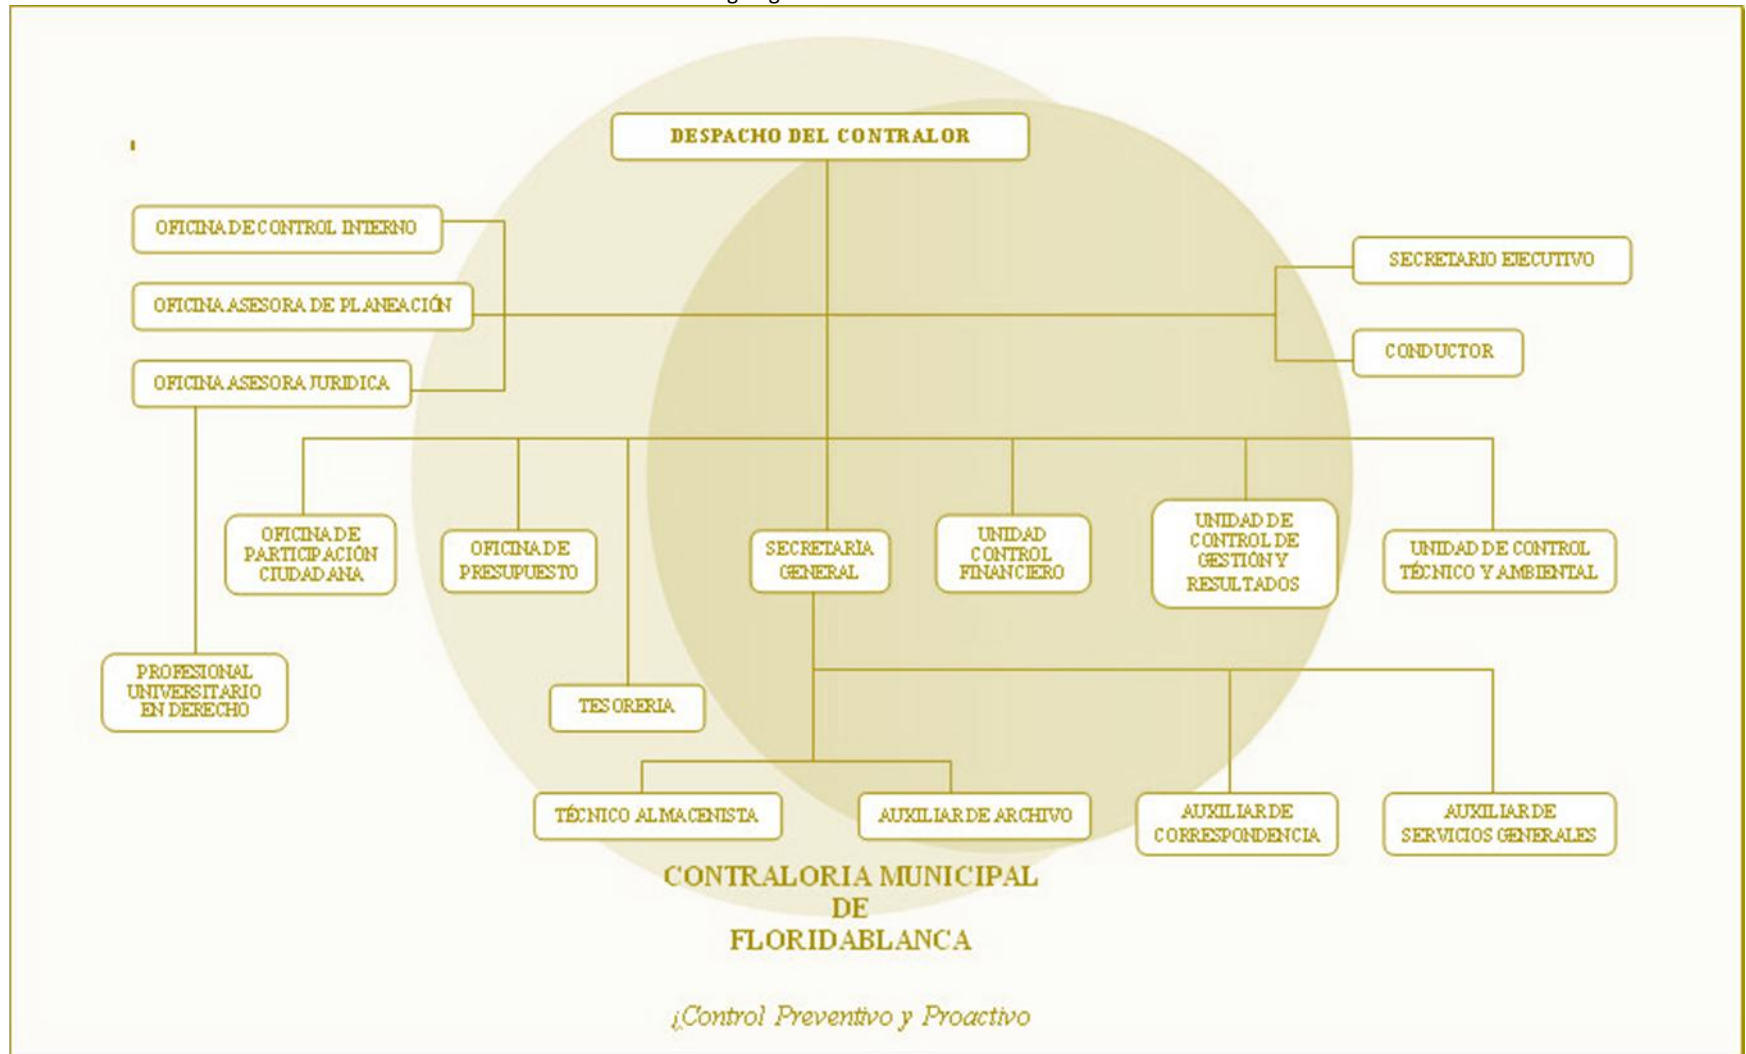 DESPACHO DEL CONTRALOR
OFICINA DE CONTROL INTERNO
SECRETARIO EJECUTIVO
OFICINA ASESORA DE PLANEACIÓN
CONDUCTOR
OFICINA ASESORA JURIDICA
OFICINA DE
PARTICIPACIÓN
CIUDADANA
OFICINA DE
PRESUPUESTO
SECRETARÌA
GENERAL
UNIDAD
CONTROL
FINANCIERO
UNIDAD DE
CONTROL DE
GESTIÓN Y
RESULTADOS
UNIDAD DE CONTROL
TÉCNICO Y AMBIENTAL
PROFESIONAL
UNIVERSITARIO
EN DERECHO
TESORERIA
TÉCNICO ALMACENISTA
AUXILIAR DE ARCHIVO
AUXILIAR DE
CORRESPONDENCIA
AUXILIAR DE
SERVICIOS GENERALES
CONTRALORIA MUNICIPAL
DE
FLORIDABLANCA
¡Control Preventivo y Proactivo